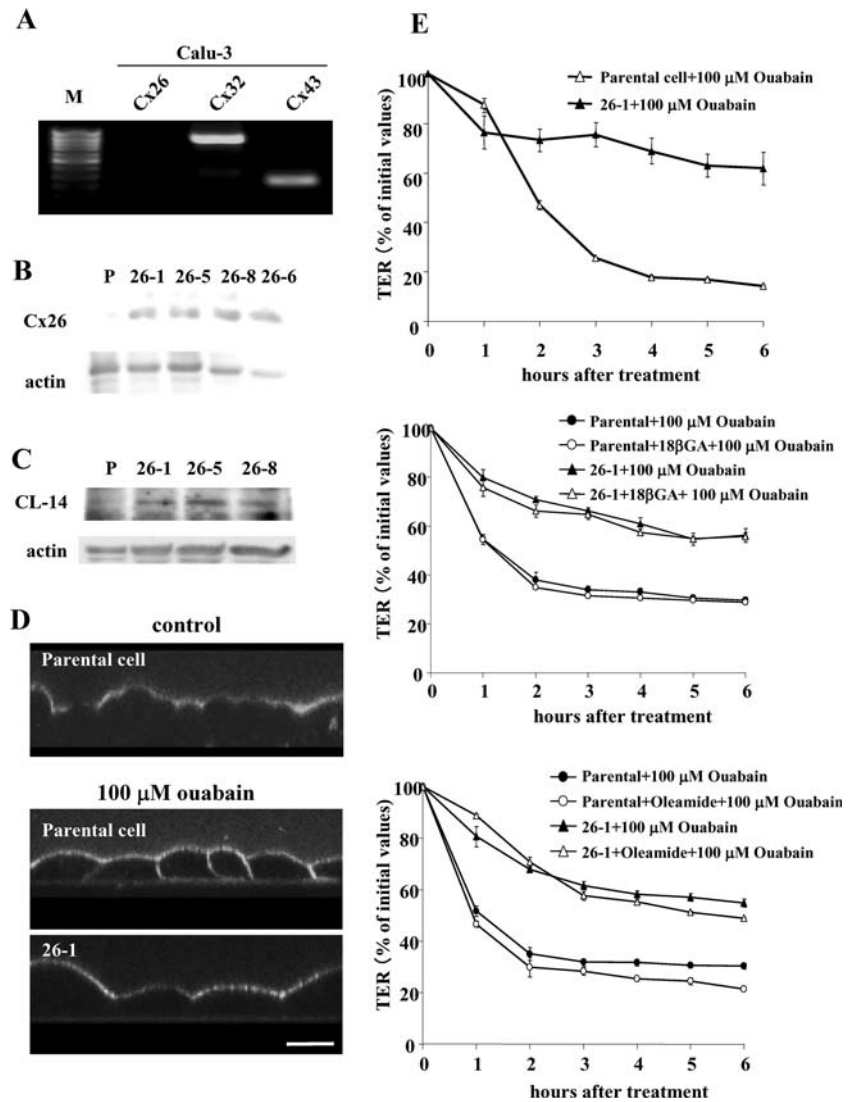 A
Calu-3
M Cx26 Cx32 Cx43
B
P 26-1 26-5 26-8 26-6
Cx26
actin
C
P 26-1 26-5 26-8
CL-14
actin
D
control
Parental cell
100 μM ouabain
Parental cell
26-1
E
Parental cell+100 μM Ouabain
26-1+100 μM Ouabain
TER (% of initial values)
100
80
60
40
20
0
0 1 2 3 4 5 6
hours after treatment
Parental+100 μM Ouabain
Parental+18βGA+100 μM Ouabain
26-1+100 μM Ouabain
26-1+18βGA+ 100 μM Ouabain
TER (% of initial values)
100
80
60
40
20
0
0 1 2 3 4 5 6
hours after treatment
Parental+100 μM Ouabain
Parental+Oleamide+100 μM Ouabain
26-1+100 μM Ouabain
26-1+Oleamide+100 μM Ouabain
TER (% of initial values)
100
80
60
40
20
0
0 1 2 3 4 5 6
hours after treatment